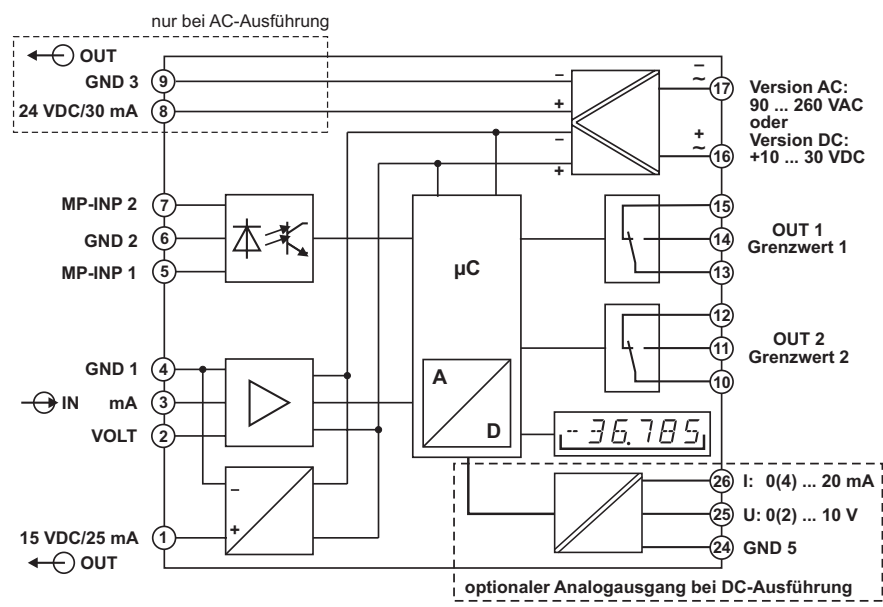 nur bei AC-Ausführung
OUT
GND 3 9
24 VDC/30 mA 8
MP-INP 2 7
GND 2 6
MP-INP 1 5
GND 1 4
IN mA 3
VOLT 2
15 VDC/25 mA 1
OUT
−
+
−
+
−
~
17
+
~
16
Version AC:
90 ... 260 VAC
oder
Version DC:
+10 ... 30 VDC
µC
A
D
−
+
15
14
13
OUT 1
Grenzwert 1
12
11
10
OUT 2
Grenzwert 2
-36.785
26 I: 0(4) ... 20 mA
25 U: 0(2) ... 10 V
24 GND 5
optionaler Analogausgang bei DC-Ausführung